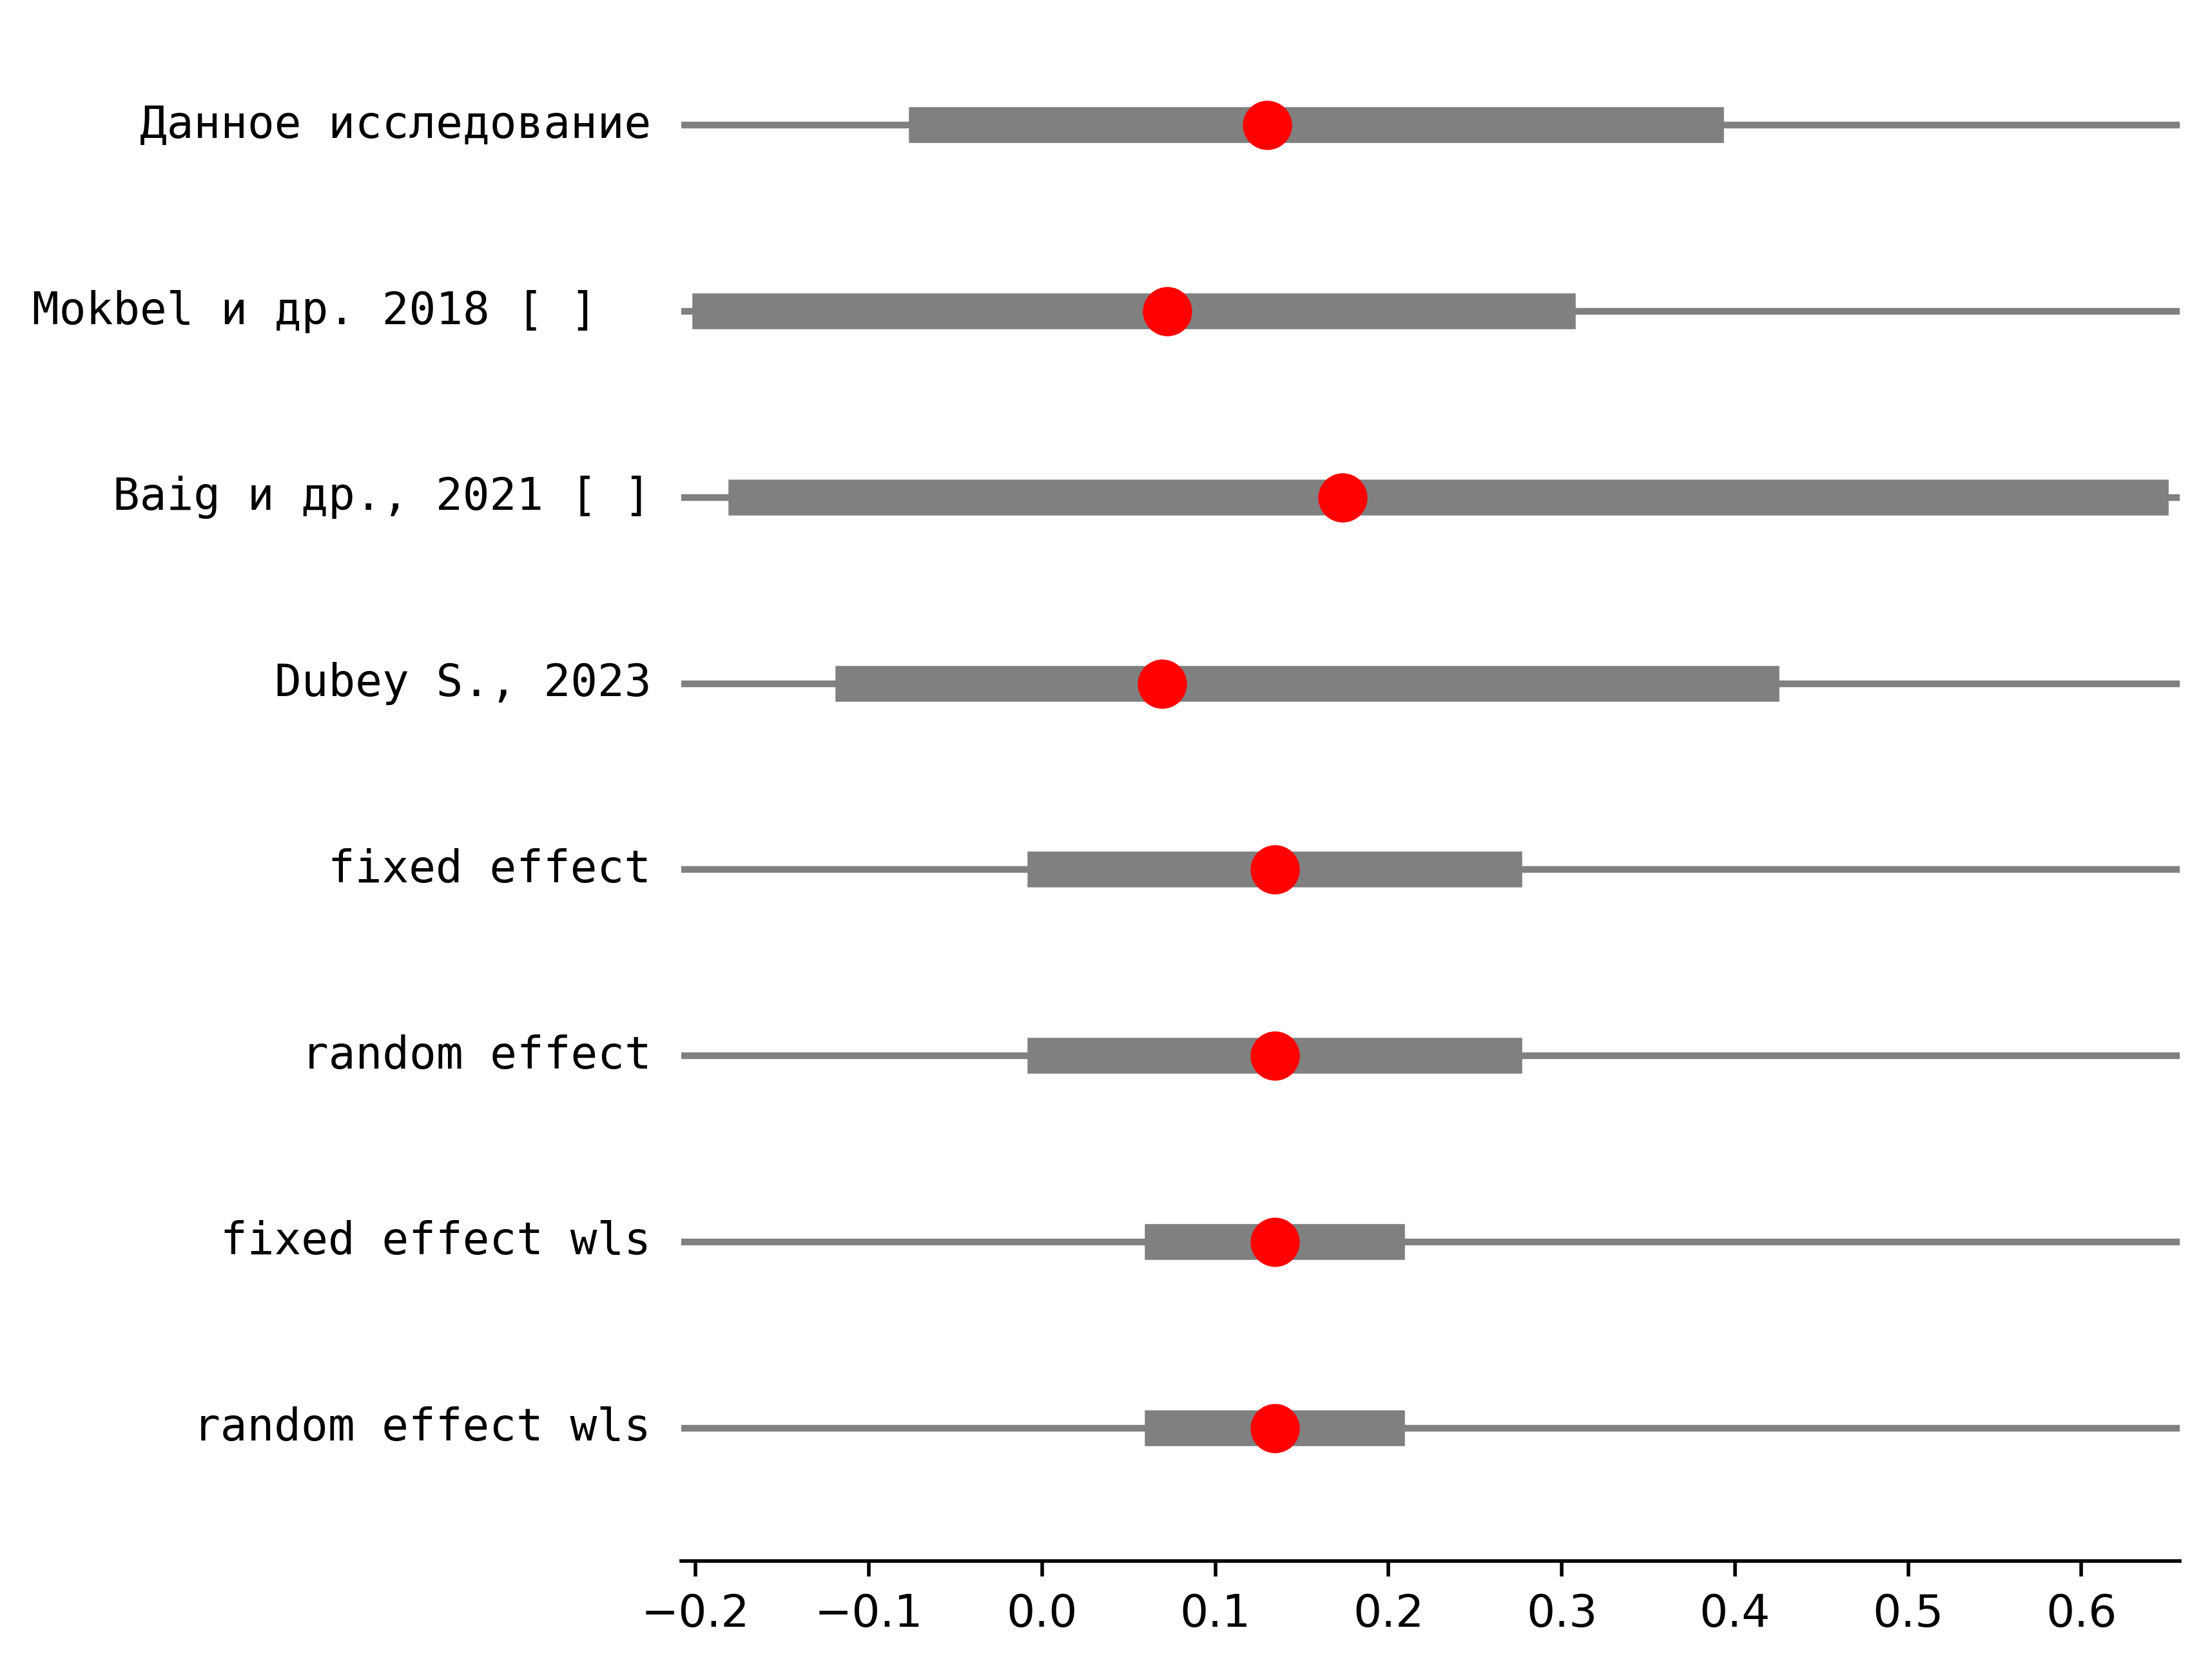 Данное исследование
Mokbel и др. 2018 [ ]
Baig и др., 2021 [ ]
Dubey S., 2023
fixed effect
random effect
fixed effect wls
random effect wls
−0.2 −0.1 0.0 0.1 0.2 0.3 0.4 0.5 0.6